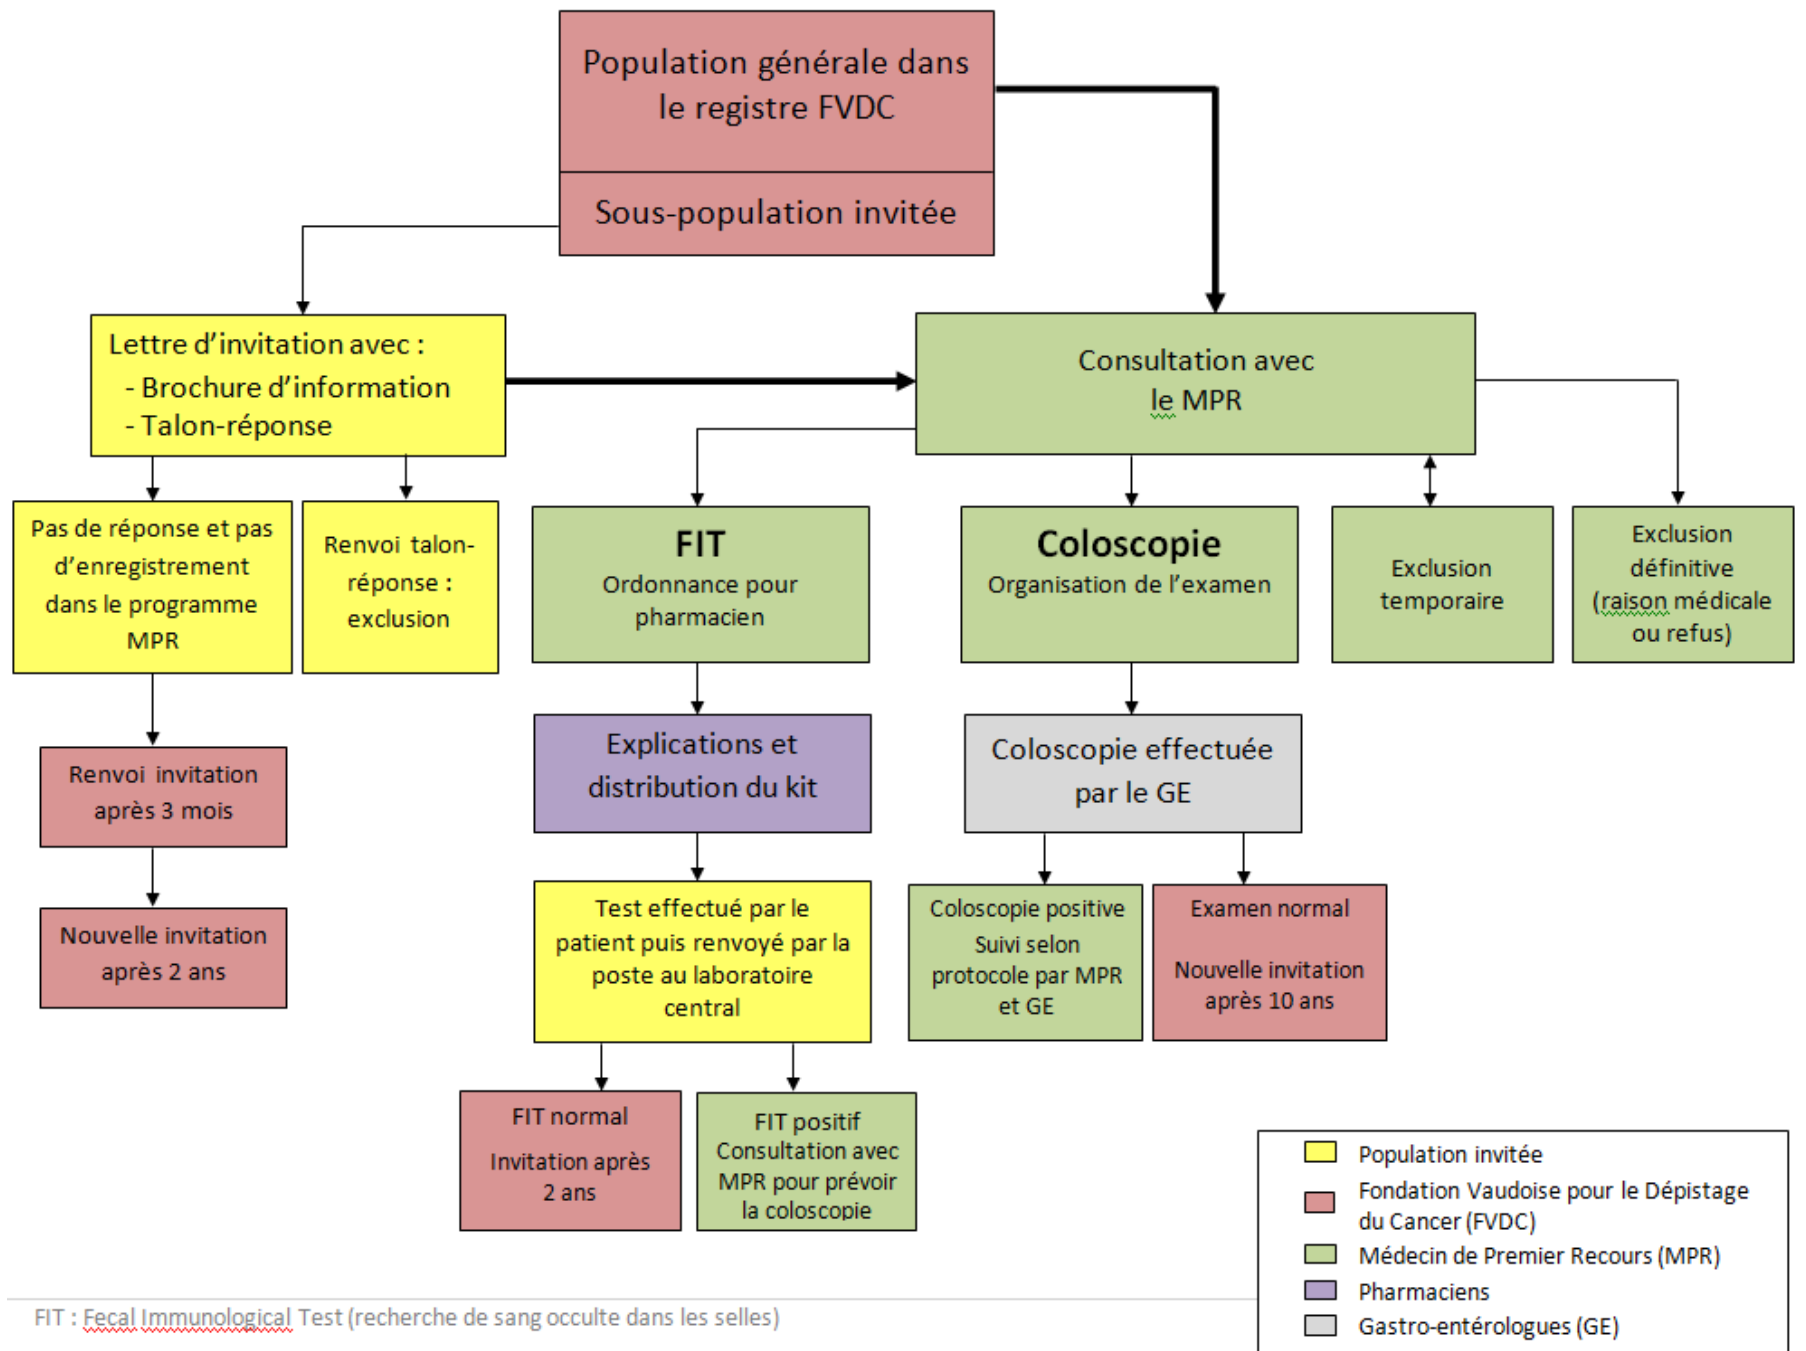 Population générale dans
le registre FVDC
Sous-population invitée
Lettre d’invitation avec :
- Brochure d’information
- Talon-réponse
Consultation avec
le MPR
Pas de réponse et pas
d’enregistrement
dans le programme
MPR
Renvoi talon-
réponse :
exclusion
FIT
Ordonnance pour
pharmacien
Coloscopie
Organisation de l’examen
Exclusion
temporaire
Exclusion
définitive
(raison médicale
ou refus)
Renvoi invitation
après 3 mois
Explications et
distribution du kit
Coloscopie effectuée
par le GE
Nouvelle invitation
après 2 ans
Test effectué par le
patient puis renvoyé par la
poste au laboratoire
central
Coloscopie positive
Suivi selon
protocole par MPR
et GE
Examen normal
Nouvelle invitation
après 10 ans
FIT normal
Invitation après
2 ans
FIT positif
Consultation avec
MPR pour prévoir
la coloscopie
Population invitée
Fondation Vaudoise pour le Dépistage
du Cancer (FVDC)
Médecin de Premier Recours (MPR)
Pharmaciens
Gastro-entérologues (GE)
FIT : Fecal Immunological Test (recherche de sang occulte dans les selles)